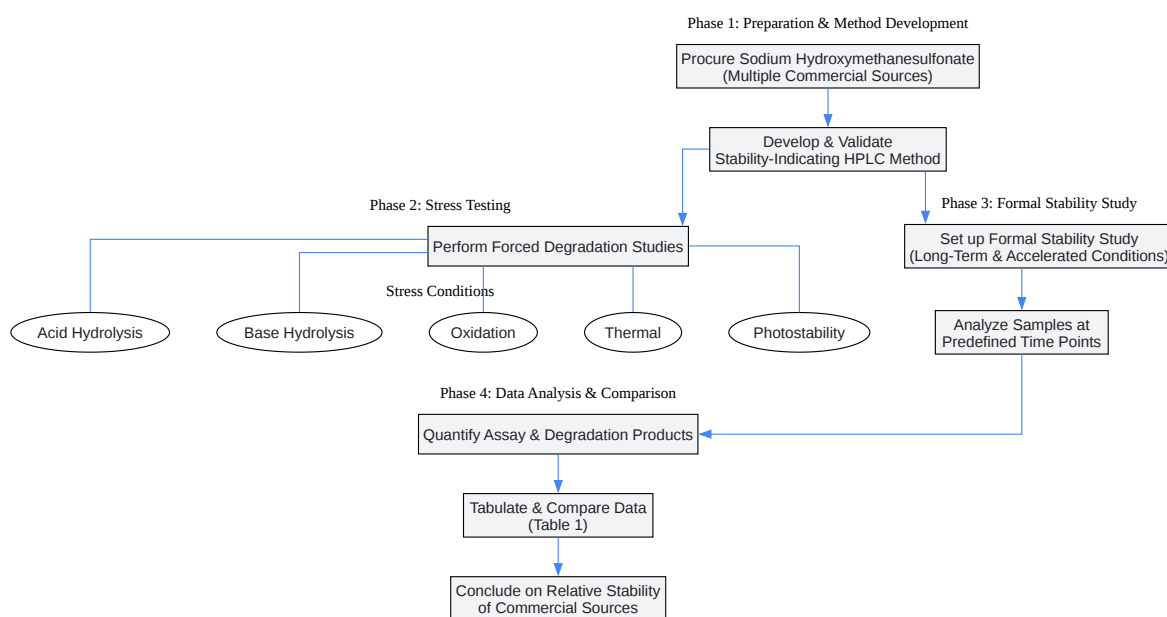 Phase 1: Preparation & Method Development
Procure Sodium Hydroxymethanesulfonate
(Multiple Commercial Sources)
Develop & Validate
Stability-Indicating HPLC Method
Phase 2: Stress Testing
Perform Forced Degradation Studies
Stress Conditions
Acid Hydrolysis
Base Hydrolysis
Oxidation
Thermal
Photostability
Phase 3: Formal Stability Study
Set up Formal Stability Study
(Long-Term & Accelerated Conditions)
Analyze Samples at
Predefined Time Points
Phase 4: Data Analysis & Comparison
Quantify Assay & Degradation Products
Tabulate & Compare Data
(Table 1)
Conclude on Relative Stability
of Commercial Sources